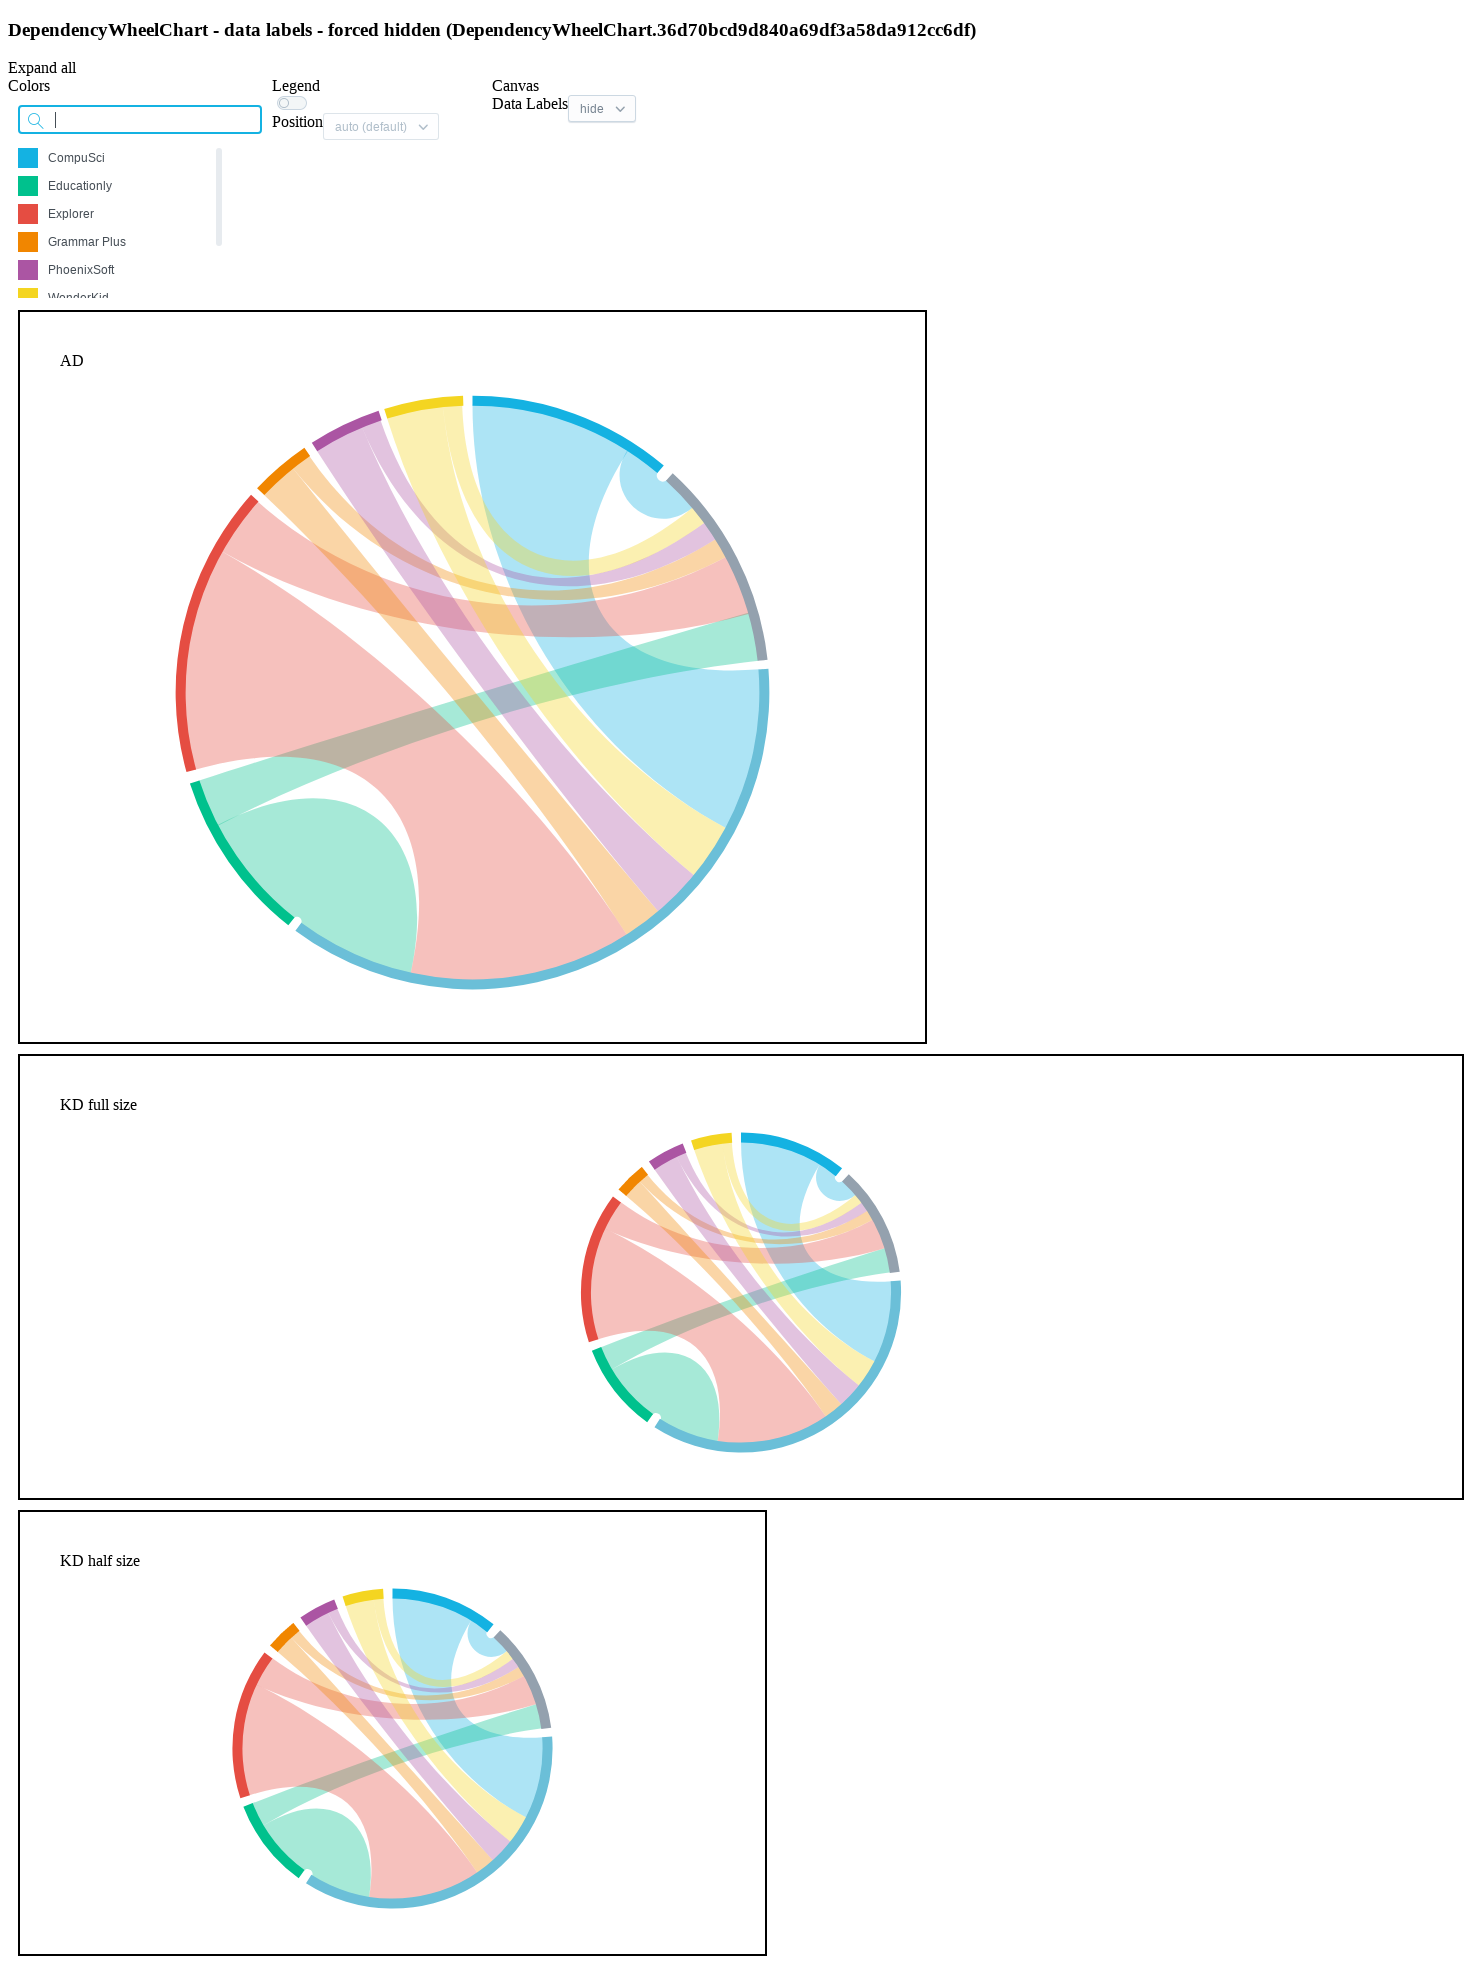 DependencyWheelChart - data labels - forced hidden (DependencyWheelChart.36d70bcd9d840a69df3a58da912cc6df)
Expand all
Colors
CompuSci
Educationly
Explorer
Grammar Plus
PhoenixSoft
WonderKid
Legend
Position auto (default)
Canvas
Data Labels hide
AD
KD full size
KD half size